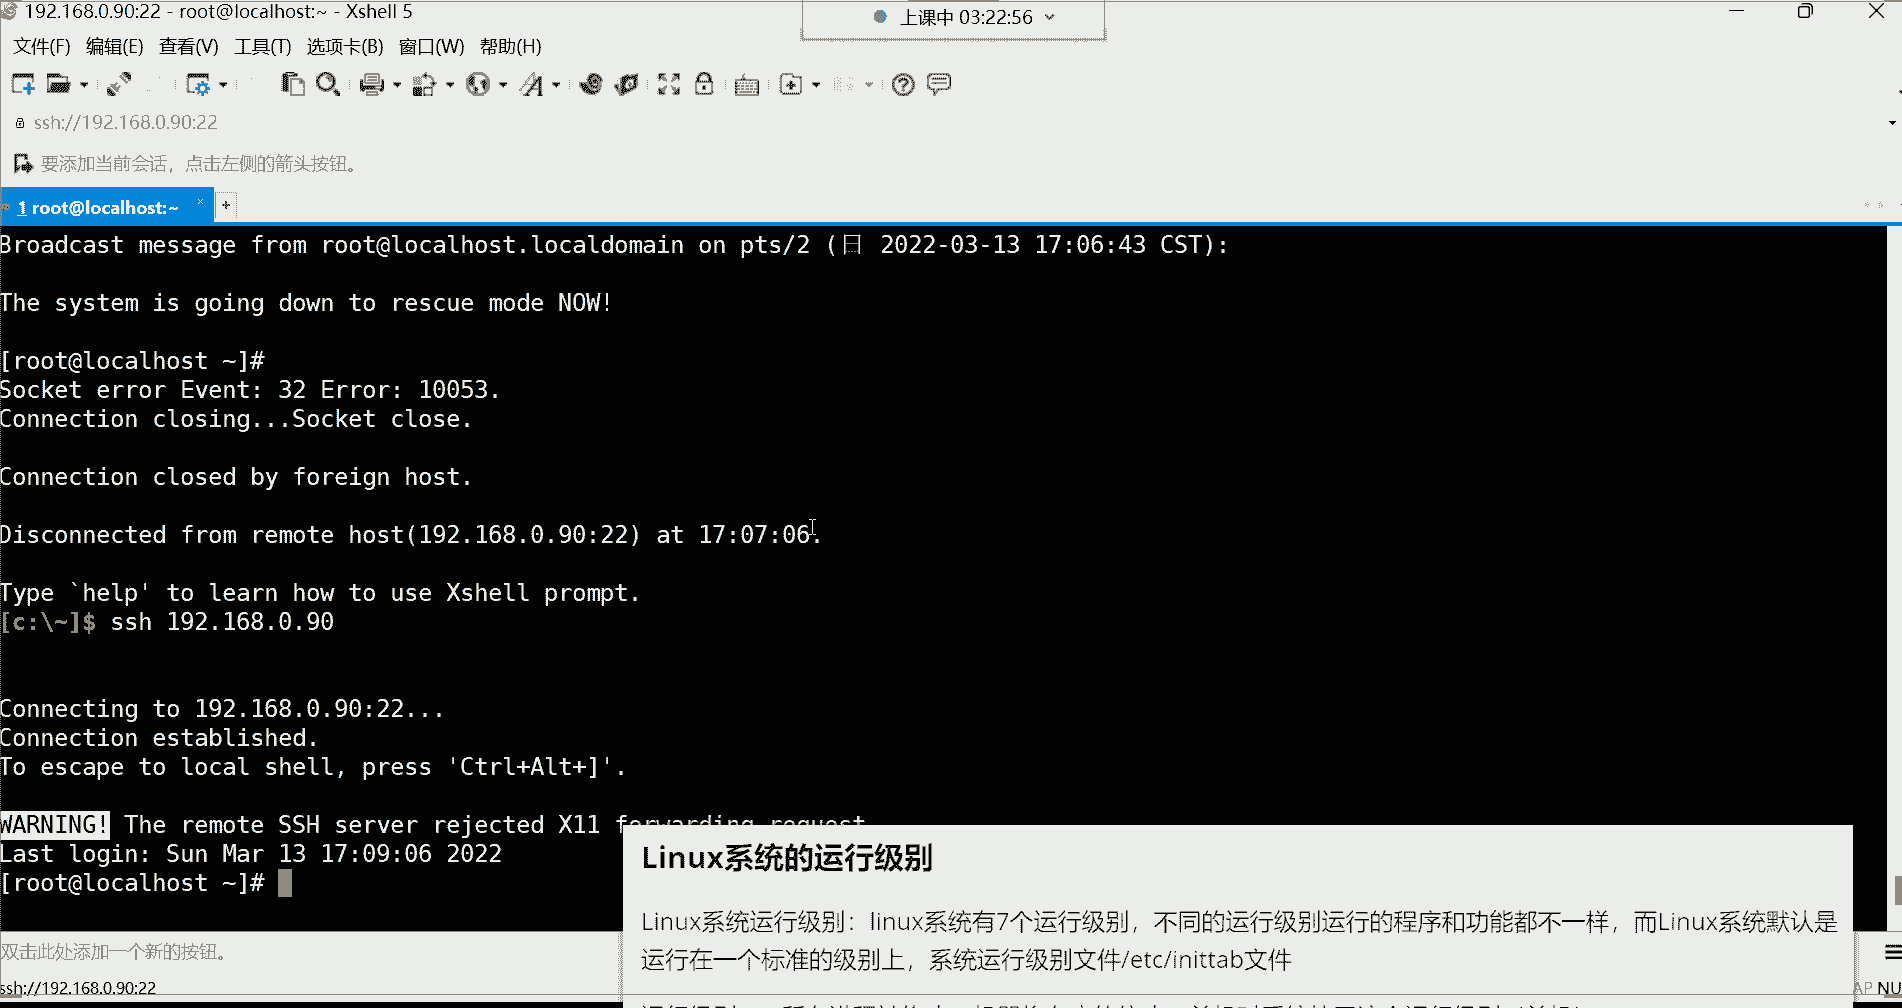 192.168.0.90:22 - root@localhost:~ - Xshell 5
上课中 03:22:56
文件(F) 编辑(E) 查看(V) 工具(T) 选项卡(B) 窗口(W) 帮助(H)
ssh://192.168.0.90:22
要添加当前会话，点击左侧的箭头按钮。
1 root@localhost:~ × +
Broadcast message from root@localhost.localdomain on pts/2 (日 2022-03-13 17:06:43 CST):
The system is going down to rescue mode NOW!
[root@localhost ~]#
Socket error Event: 32 Error: 10053.
Connection closing...Socket close.
Connection closed by foreign host.
Disconnected from remote host(192.168.0.90:22) at 17:07:06.
Type `help' to learn how to use Xshell prompt.
[c:\~]$ ssh 192.168.0.90
Connecting to 192.168.0.90:22...
Connection established.
To escape to local shell, press 'Ctrl+Alt+]'.
WARNING! The remote SSH server rejected X11 forwarding request.
Last login: Sun Mar 13 17:09:06 2022
[root@localhost ~]#
Linux系统的运行级别
Linux系统运行级别：linux系统有7个运行级别，不同的运行级别运行的程序和功能都不一样，而Linux系统默认是
运行在一个标准的级别上，系统运行级别文件/etc/inittab文件
双击此处添加一个新的按钮。
ssh://192.168.0.90:22
AP NU